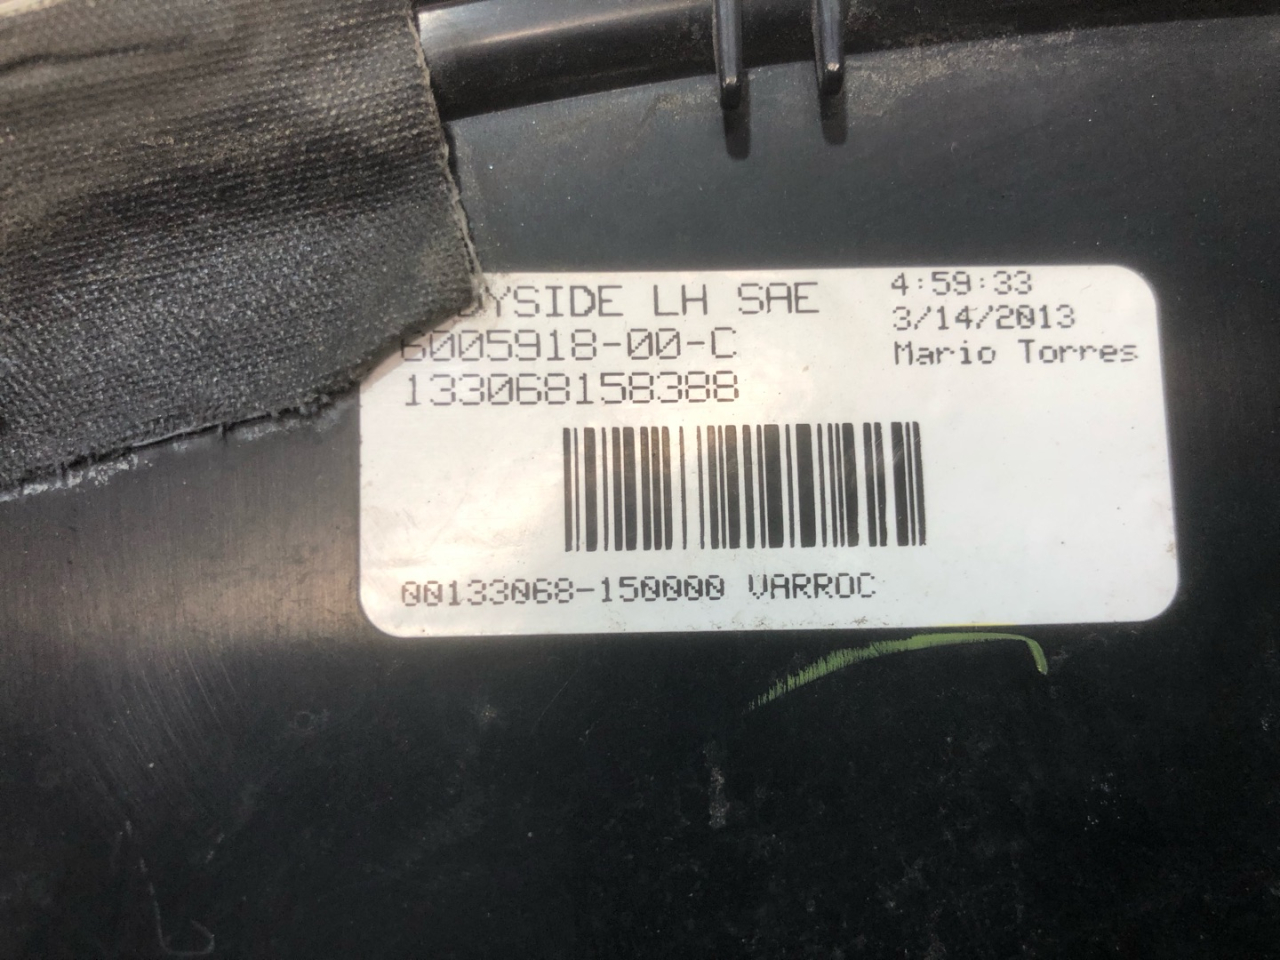 YSIDE LH SAE
6005918-00-C
133068158388
4:59:33
3/14/2013
Mario Torres
00133068-150000 VARROC